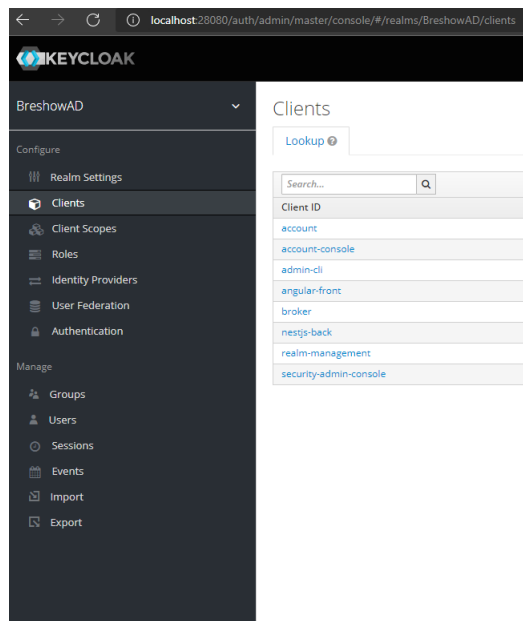 localhost:28080/auth/admin/master/console/#/realms/BreshowAD/clients
KEYCLOAK
BreshowAD
Configure
Realm Settings
Clients
Client Scopes
Roles
Identity Providers
User Federation
Authentication
Manage
Groups
Users
Sessions
Events
Import
Export
Clients
Lookup
Search...
Client ID
account
account-console
admin-cli
angular-front
broker
nestjs-back
realm-management
security-admin-console